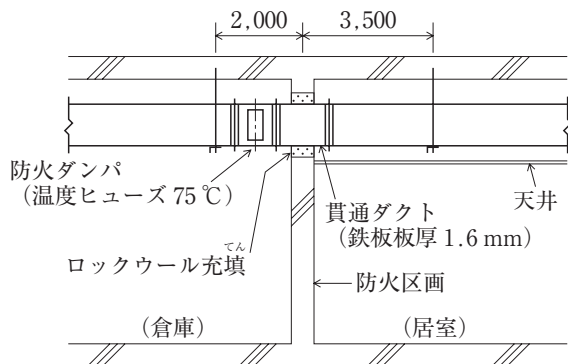 2,000
3,500
防火ダンパ
（温度ヒューズ 75 ℃）
天井
貫通ダクト
（鉄板板厚 1.6 mm）
てん
ロックウール充填
防火区画
（倉庫）
（居室）